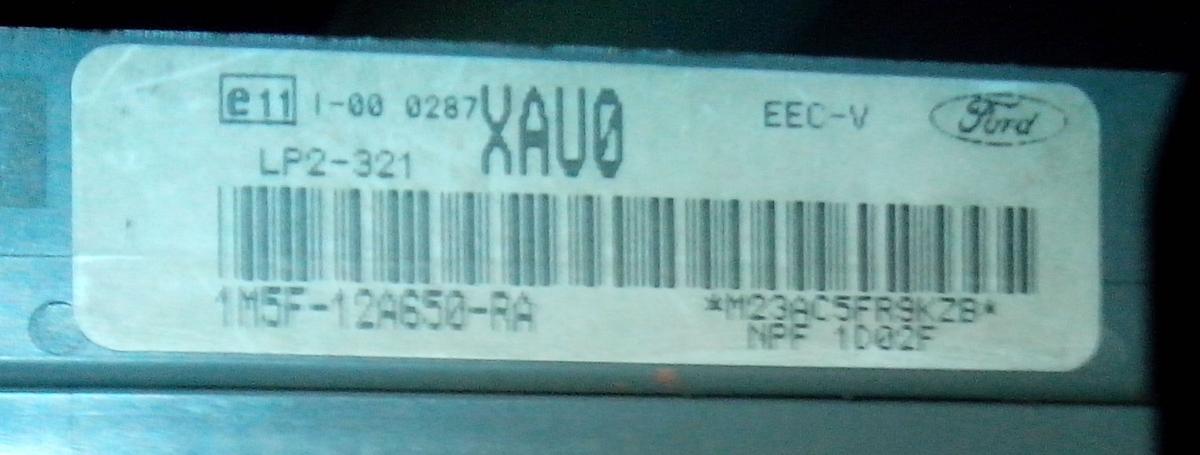 e11 I-00 0287 XAU0 EEC-V Ford
LP2-321
1M5F-12A650-RA *M23AC5FR9KZB*
NPF 1D02F